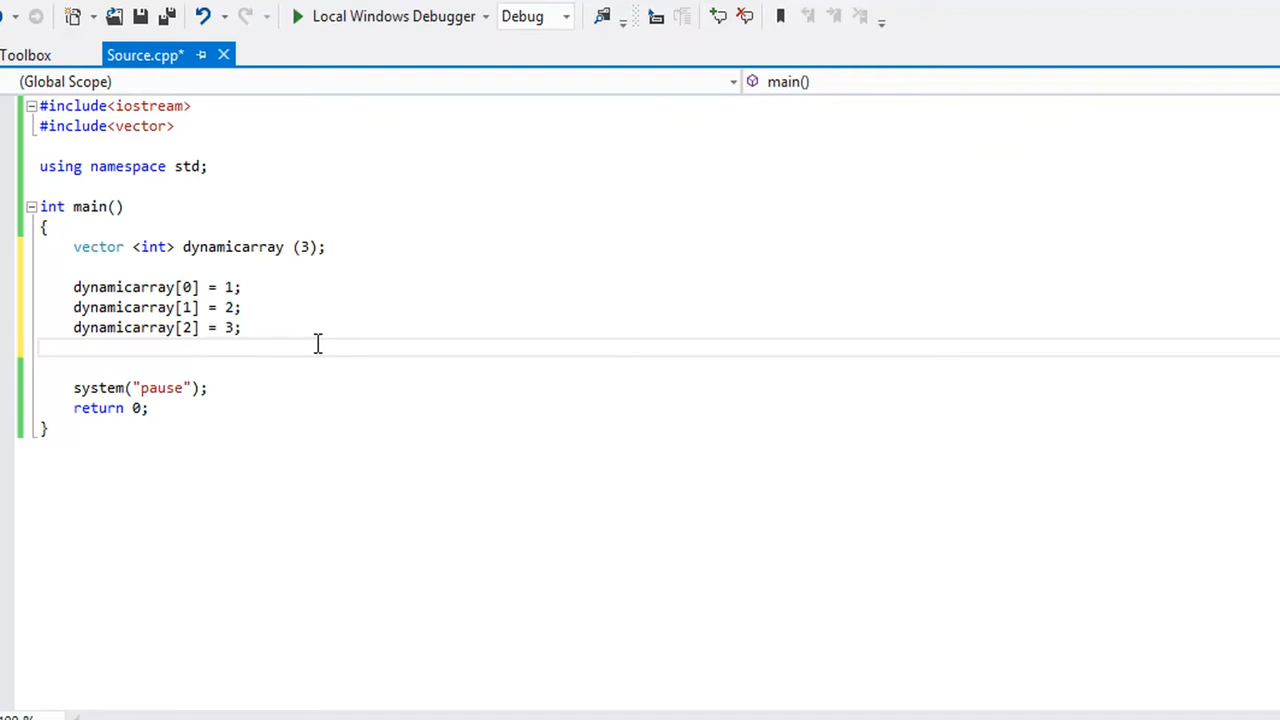 Local Windows Debugger Debug
Toolbox Source.cpp*
(Global Scope) main()
#include<iostream>
#include<vector>
using namespace std;
int main()
{
vector <int> dynamicarray (3);
dynamicarray[0] = 1;
dynamicarray[1] = 2;
dynamicarray[2] = 3;
system("pause");
return 0;
}